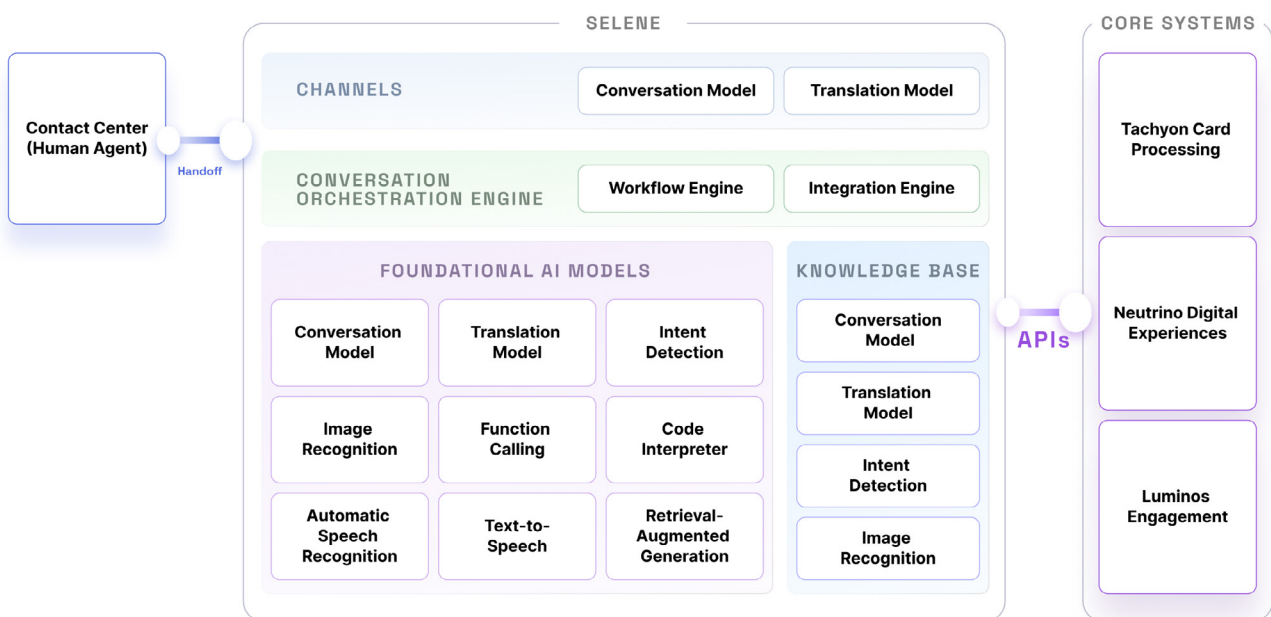 SELENE
CORE SYSTEMS
Contact Center
(Human Agent)
Handoff
CHANNELS
Conversation Model
Translation Model
CONVERSATION
ORCHESTRATION ENGINE
Workflow Engine
Integration Engine
FOUNDATIONAL AI MODELS
Conversation
Model
Translation
Model
Intent
Detection
Image
Recognition
Function
Calling
Code
Interpreter
Automatic
Speech
Recognition
Text-to-
Speech
Retrieval-
Augmented
Generation
KNOWLEDGE BASE
Conversation
Model
Translation
Model
Intent
Detection
Image
Recognition
APIs
Tachyon Card
Processing
Neutrino Digital
Experiences
Luminos
Engagement